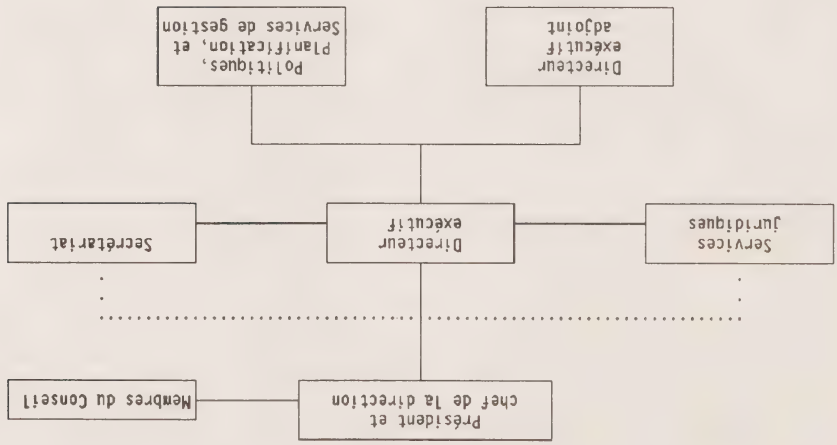 Président et
chef de la direction
Membres du Conseil
Services
juridiques
Directeur
exécutif
Secrétariat
Directeur
exécutif
adjoint
Politiques,
Planification, et
Services de gestion